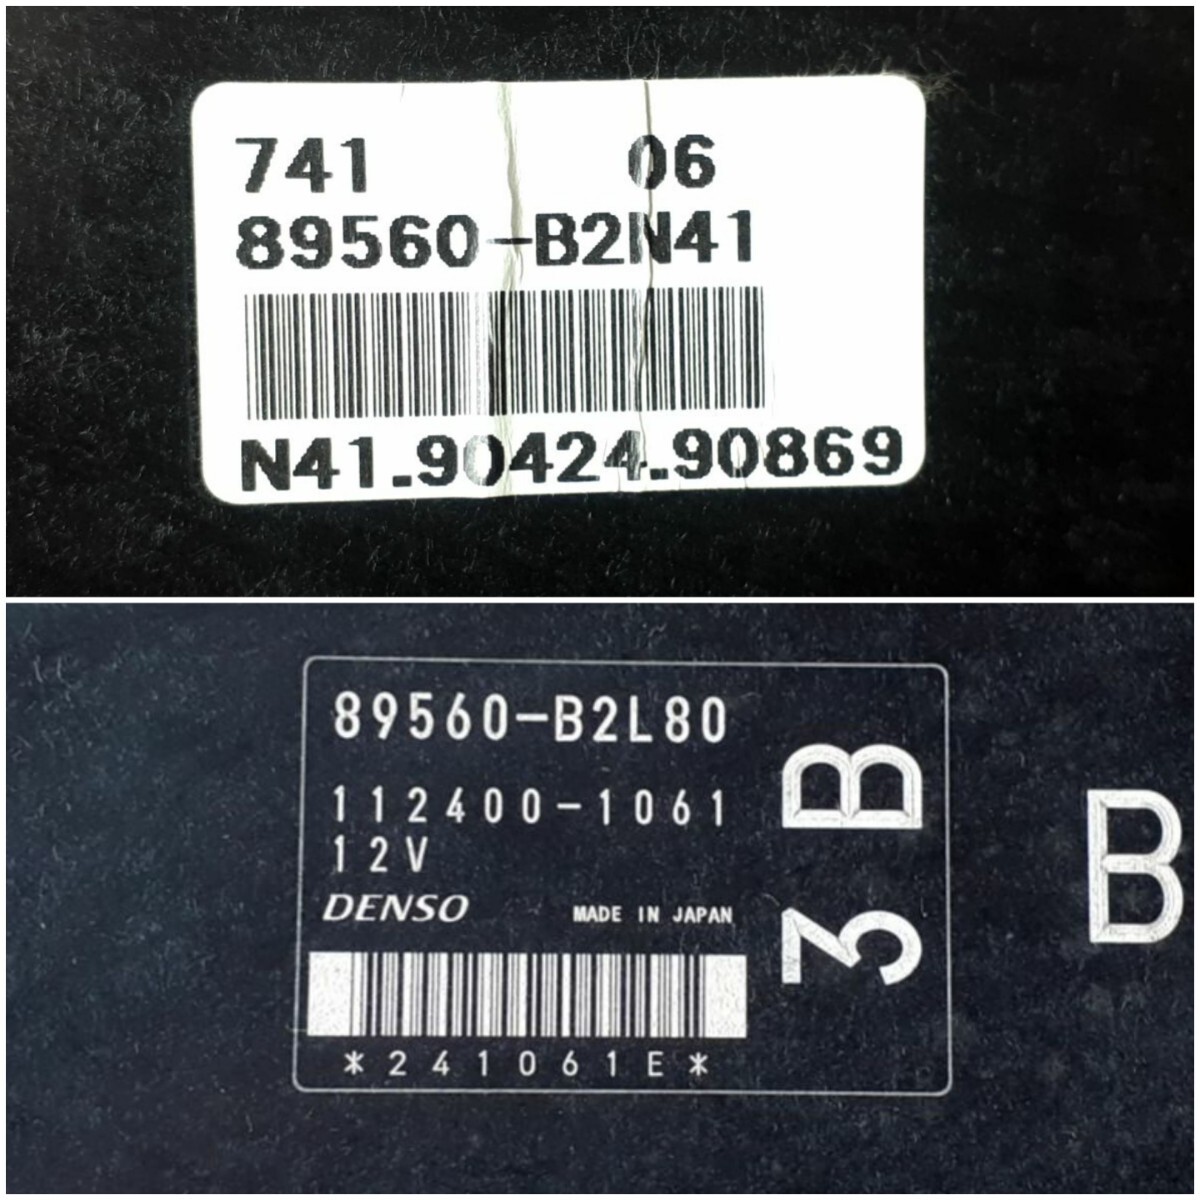 741 06
89560-B2N41
N41.90424.90869
89560-B2L80
112400-1061
12V
DENSO MADE IN JAPAN
*241061E*
3B
B